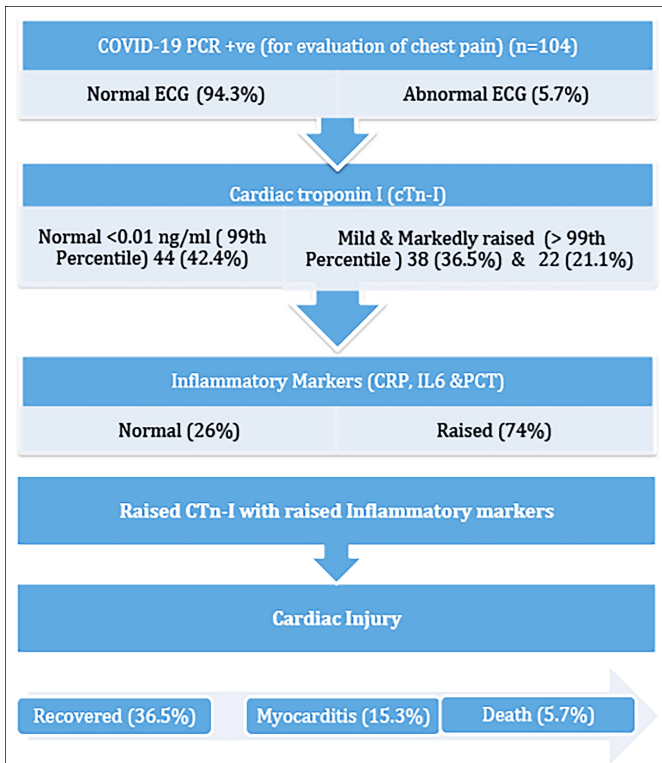 COVID-19 PCR +ve (for evaluation of chest pain) (n=104)
Normal ECG (94.3%)
Abnormal ECG (5.7%)
Cardiac troponin I (cTn-I)
Normal <0.01 ng/ml ( 99th
Percentile) 44 (42.4%)
Mild & Markedly raised (> 99th
Percentile ) 38 (36.5%) & 22 (21.1%)
Inflammatory Markers (CRP, IL6 &PCT)
Normal (26%)
Raised (74%)
Raised CTn-I with raised Inflammatory markers
Cardiac Injury
Recovered (36.5%)
Myocarditis (15.3%)
Death (5.7%)